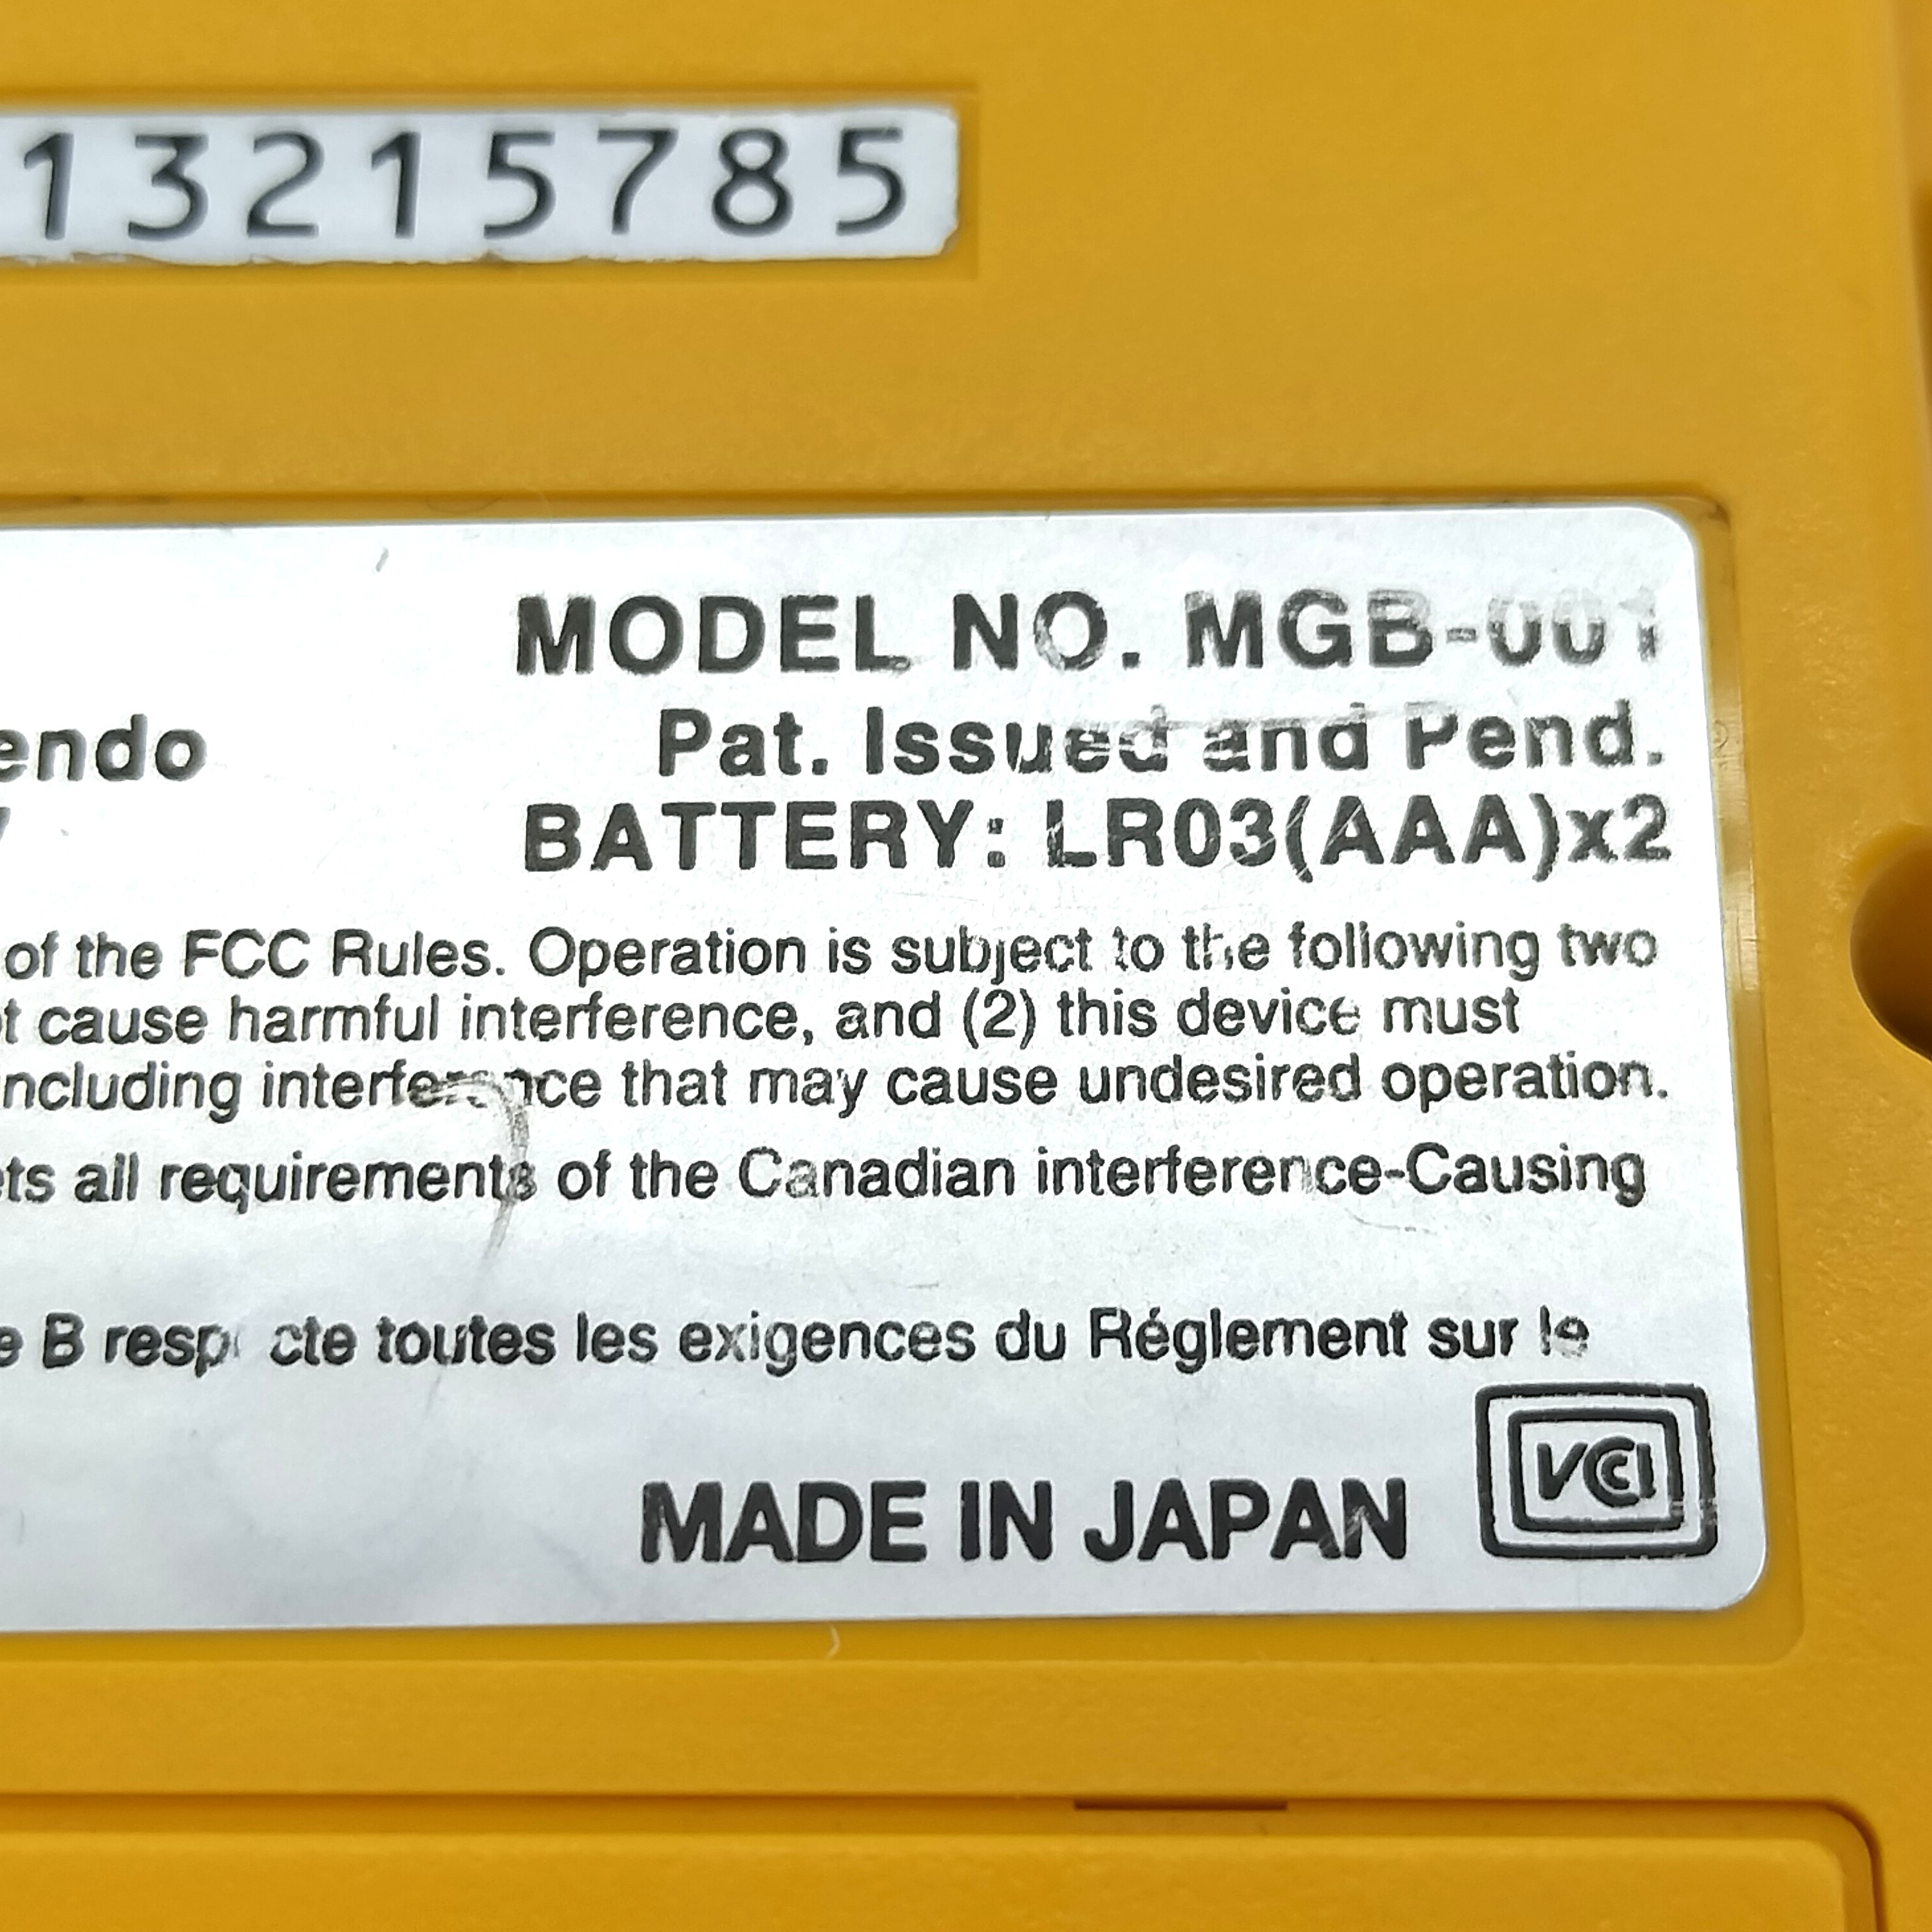 13215785
MODEL NO. MGB-001
endo
Pat. Issued and Pend.
BATTERY: LR03(AAA)x2
of the FCC Rules. Operation is subject to the following two
t cause harmful interference, and (2) this device must
ncluding interference that may cause undesired operation.
ts all requirements of the Canadian interference-Causing
e B respecte toutes les exigences du Réglement sur le
MADE IN JAPAN
VCI